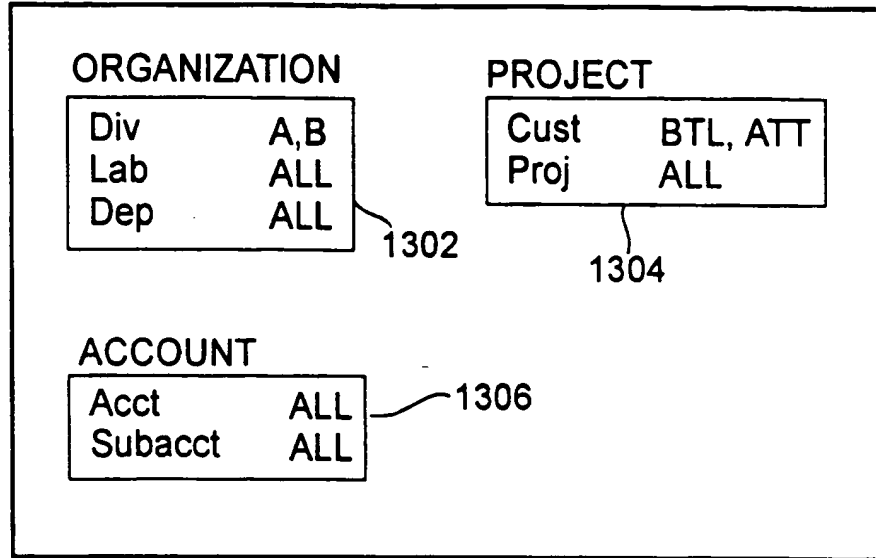 ORGANIZATION
Div A,B
Lab ALL
Dep ALL
1302
PROJECT
Cust BTL, ATT
Proj ALL
1304
ACCOUNT
Acct ALL
Subacct ALL
1306